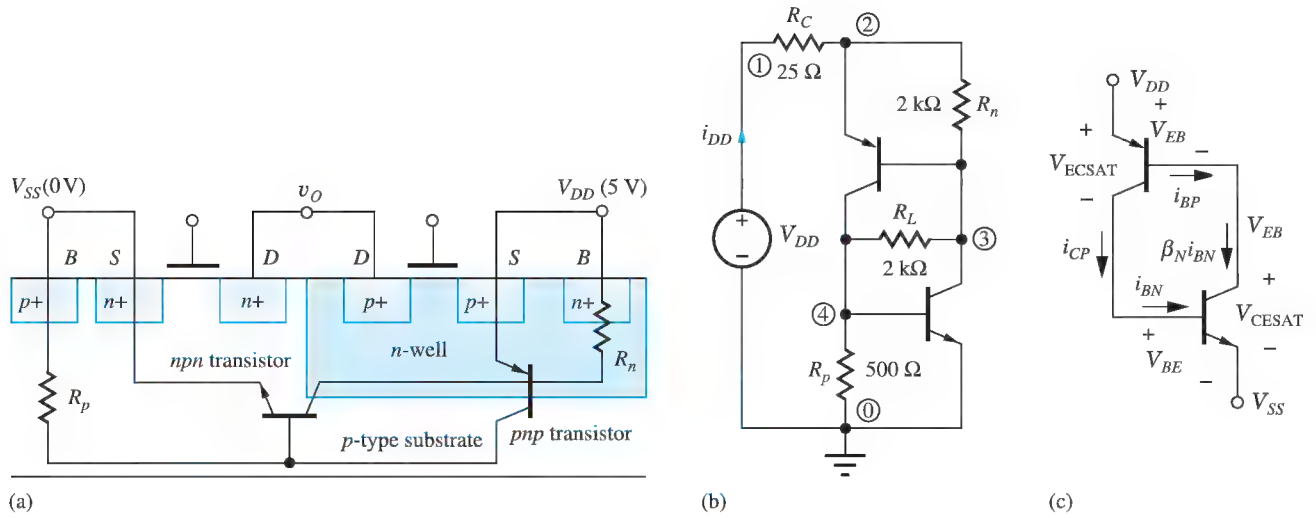 V_SS (0 V)
v_O
V_DD (5 V)
B
S
D
D
S
B
p+
n+
n+
p+
p+
n+
npn transistor
n-well
R_n
R_p
p-type substrate
pnp transistor
(a)
R_C
②
①
25 Ω
2 kΩ
R_n
i_DD
R_L
③
+
V_DD
−
2 kΩ
④
R_p
500 Ω
⓪
(b)
V_DD
+
+
V_EB
−
V_ECSAT
−
i_BP
V_EB
i_CP
β_N i_BN
i_BN
+
V_CESAT
+
V_BE
−
−
V_SS
(c)